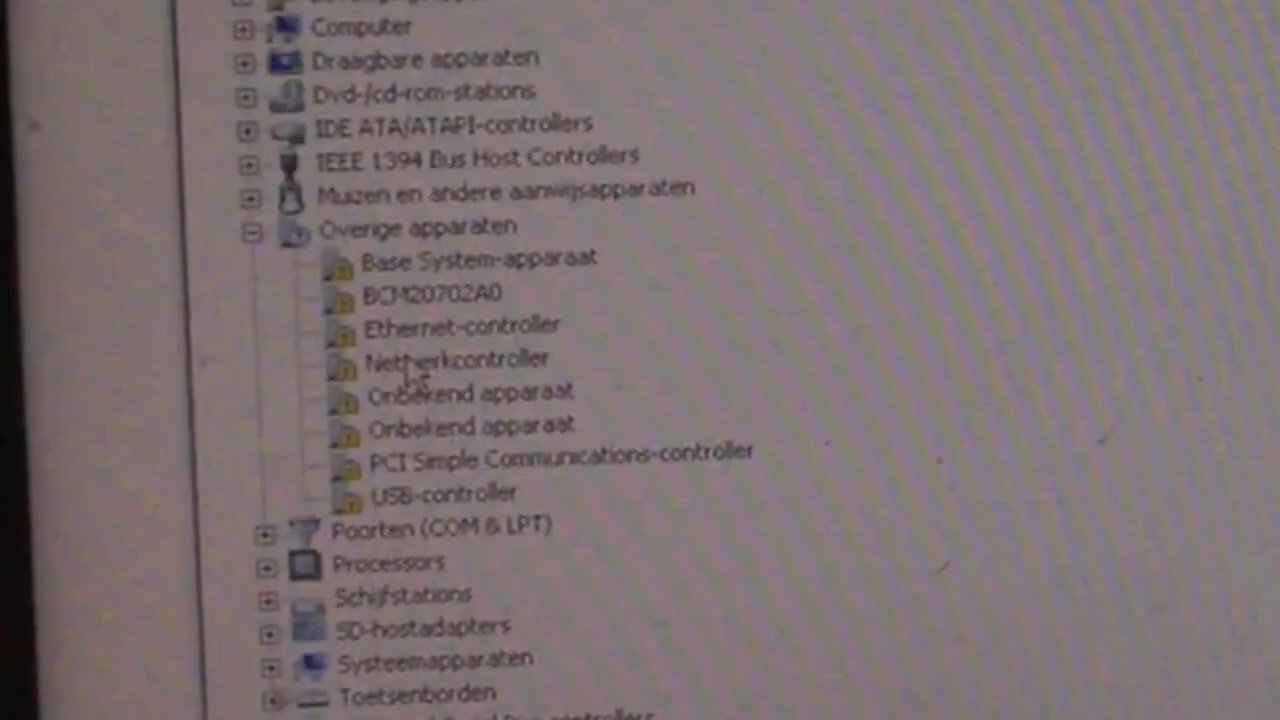 Computer
Draagbare apparaten
Dvd-/cd-rom-stations
IDE ATA/ATAPI-controllers
IEEE 1394 Bus Host Controllers
Muizen en andere aanwijsapparaten
Overige apparaten
Base System-apparaat
BCM20702A0
Ethernet-controller
Netwerkcontroller
Onbekend apparaat
Onbekend apparaat
PCI Simple Communications-controller
USB-controller
Poorten (COM & LPT)
Processors
Schijfstations
SD-hostadapters
Systeemapparaten
Toetsenborden
controllers